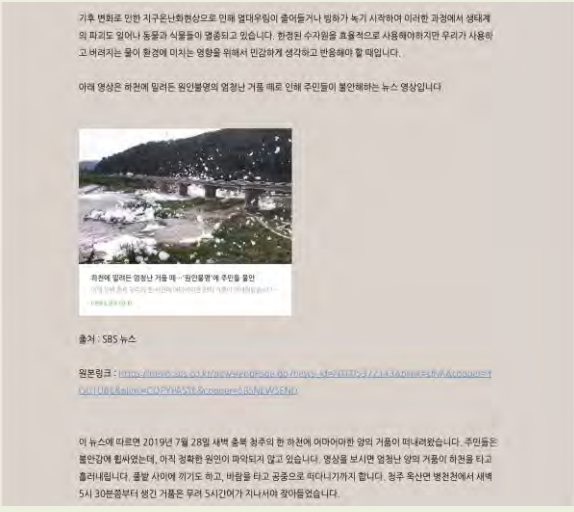 기후 변화로 인한 지구온난화현상으로 인해 열대우림이 줄어들거나 빙하가 녹기 시작하여 이러한 과정에서 생태계
의 파괴도 일어나 동물과 식물들이 멸종되고 있습니다. 한정된 수자원을 효율적으로 사용해야하지만 우리가 사용하
고 버려지는 물이 환경에 미치는 영향을 위해서 민감하게 생각하고 반응해야 할 때입니다.
아래 영상은 하천에 밀려든 원인불명의 엄청난 거품 떼로 인해 주민들이 불안해하는 뉴스 영상입니다
하천에 밀려든 엄청난 거품 떼…'원인불명'에 주민들 불안
출처 : SBS 뉴스
원본링크 :
이 뉴스에 따르면 2019년 7월 28일 새벽 충북 청주의 한 하천에 어마어마한 양의 거품이 떠내려왔습니다. 주민들은
불안감에 휩싸였는데, 아직 정확한 원인이 파악되지 않고 있습니다. 영상을 보시면 엄청난 양의 거품이 하천을 타고
흘러내립니다. 풀밭 사이에 끼기도 하고, 바람을 타고 공중으로 떠다니기까지 합니다. 청주 옥산면 병천천에서 새벽
5시 30분쯤부터 생긴 거품은 무려 5시간여가 지나서야 잦아들었습니다.